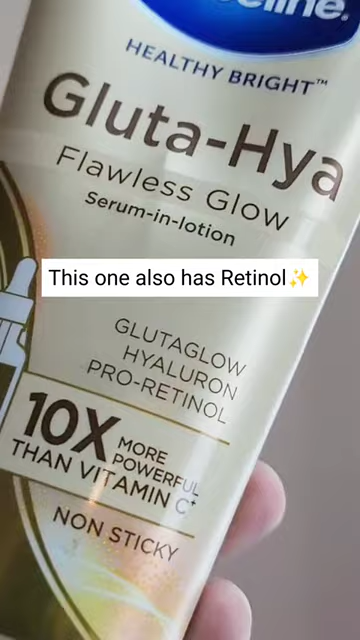 HEALTHY BRIGHT™
Gluta-Hya
Flawless Glow
Serum-in-lotion
This one also has Retinol✨
GLUTAGLOW
HYALURON
PRO-RETINOL
10X MORE
POWERFUL
THAN VITAMIN C*
NON STICKY